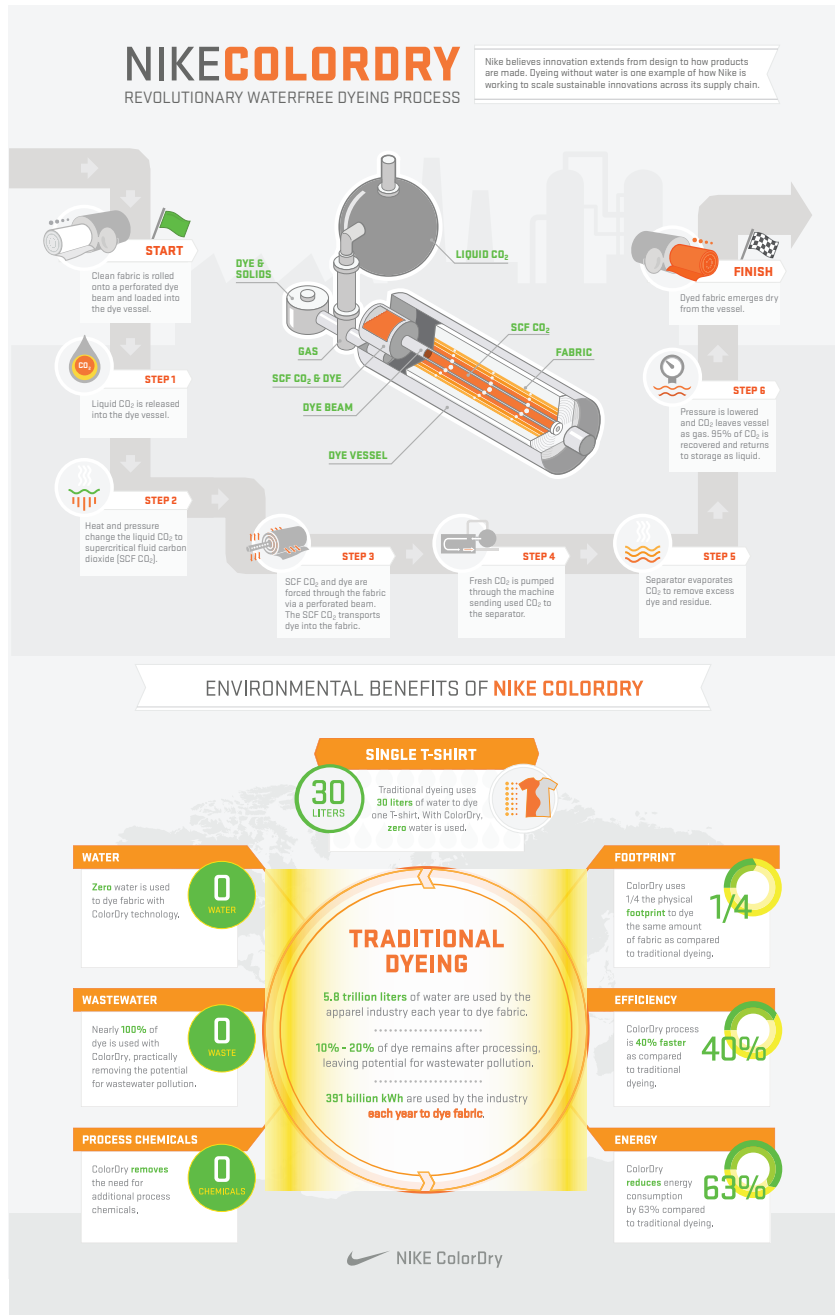 NIKECOLORDRY
REVOLUTIONARY WATERFREE DYEING PROCESS
Nike believes innovation extends from design to how products
are made. Dyeing without water is one example of how Nike is
working to scale sustainable innovations across its supply chain.
START
Clean fabric is rolled
onto a perforated dye
beam and loaded into
the dye vessel.
CO₂
STEP 1
Liquid CO₂ is released
into the dye vessel.
STEP 2
Heat and pressure
change the liquid CO₂ to
supercritical fluid carbon
dioxide (SCF CO₂).
DYE &
SOLIDS
LIQUID CO₂
GAS
SCF CO₂ & DYE
DYE BEAM
DYE VESSEL
SCF CO₂
FABRIC
STEP 3
SCF CO₂ and dye are
forced through the fabric
via a perforated beam.
The SCF CO₂ transports
dye into the fabric.
STEP 4
Fresh CO₂ is pumped
through the machine
sending used CO₂ to
the separator.
STEP 5
Separator evaporates
CO₂ to remove excess
dye and residue.
STEP 6
Pressure is lowered
and CO₂ leaves vessel
as gas. 95% of CO₂ is
recovered and returns
to storage as liquid.
FINISH
Dyed fabric emerges dry
from the vessel.
ENVIRONMENTAL BENEFITS OF NIKE COLORDRY
SINGLE T-SHIRT
30
LITERS
Traditional dyeing uses
30 liters of water to dye
one T-shirt. With ColorDry,
zero water is used.
WATER
Zero water is used
to dye fabric with
ColorDry technology.
0
WATER
WASTEWATER
Nearly 100% of
dye is used with
ColorDry, practically
removing the potential
for wastewater pollution.
0
WASTE
PROCESS CHEMICALS
ColorDry removes
the need for
additional process
chemicals.
0
CHEMICALS
TRADITIONAL
DYEING
5.8 trillion liters of water are used by the
apparel industry each year to dye fabric.
10% - 20% of dye remains after processing,
leaving potential for wastewater pollution.
391 billion kWh are used by the industry
each year to dye fabric.
FOOTPRINT
ColorDry uses
1/4 the physical
footprint to dye
the same amount
of fabric as compared
to traditional dyeing.
1/4
EFFICIENCY
ColorDry process
is 40% faster
as compared
to traditional
dyeing.
40%
ENERGY
ColorDry
reduces energy
consumption
by 63% compared
to traditional dyeing.
63%
NIKE ColorDry